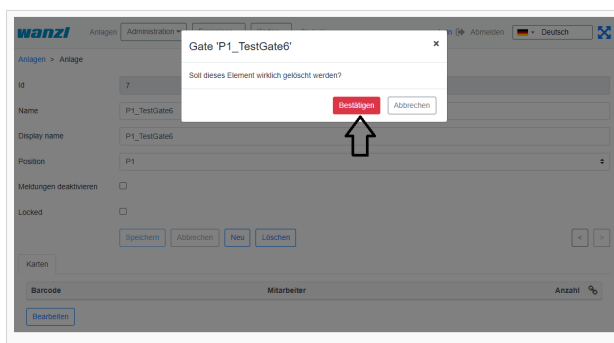 wanzl Anlagen Administration Abmelden Deutsch
Gate 'P1_TestGate6' ×
Anlagen > Anlage
Soll dieses Element wirklich gelöscht werden?
Id 7
Bestätigen Abbrechen
Name P1_TestGate6
Display name P1_TestGate6
Position P1
Meldungen deaktivieren
Locked
Speichern Abbrechen Neu Löschen < >
Karten
Barcode Mitarbeiter Anzahl
Bearbeiten